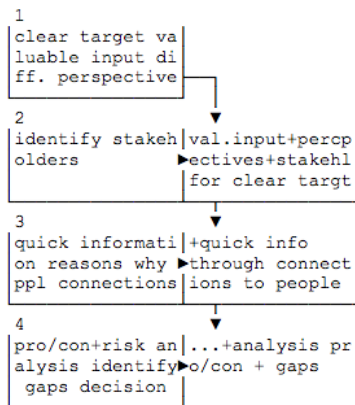 1
clear target va
luable input di
ff. perspective
2
identify stakeh val.input+percp
olders ►ectives+stakehl
for clear targt
3
quick informati +quick info
on reasons why ►through connect
ppl connections ions to people
4
pro/con+risk an ...+analysis pr
alysis identify►o/con + gaps
gaps decision